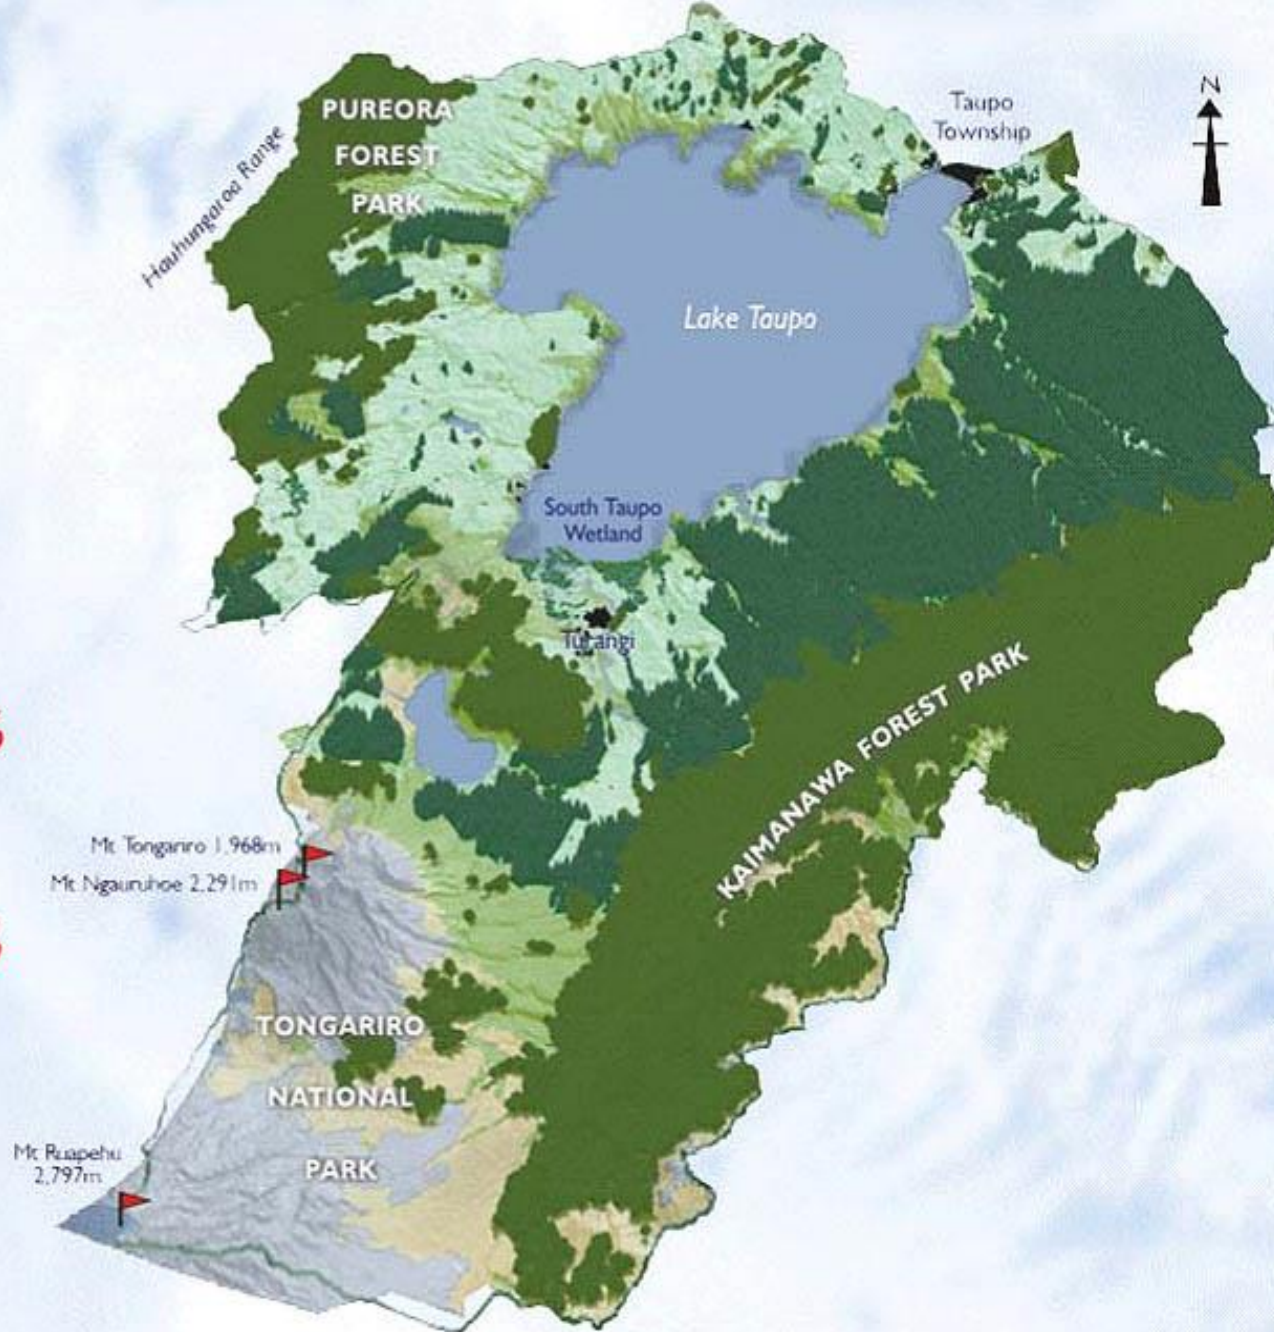 N
Taupo
Township
PUREORA
FOREST
PARK
Hauhungaroa Range
Lake Taupo
South Taupo
Wetland
Turangi
KAIMANAWA FOREST PARK
Mt Tongariro 1,968m
Mt Ngauruhoe 2,291m
TONGARIRO
NATIONAL
PARK
Mt Ruapehu
2,797m